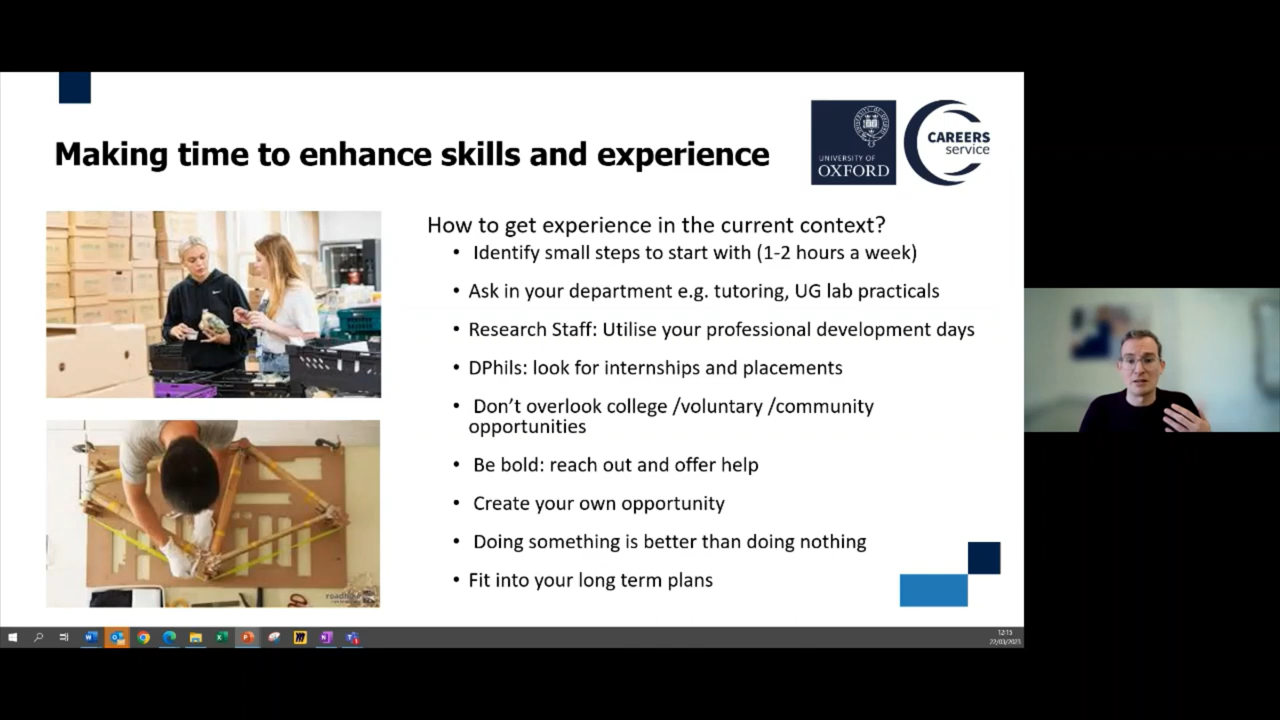 Making time to enhance skills and experience
UNIVERSITY OF
OXFORD
CAREERS
service
How to get experience in the current context?
• Identify small steps to start with (1-2 hours a week)
• Ask in your department e.g. tutoring, UG lab practicals
• Research Staff: Utilise your professional development days
• DPhils: look for internships and placements
• Don't overlook college /voluntary /community
opportunities
• Be bold: reach out and offer help
• Create your own opportunity
• Doing something is better than doing nothing
• Fit into your long term plans
12:15